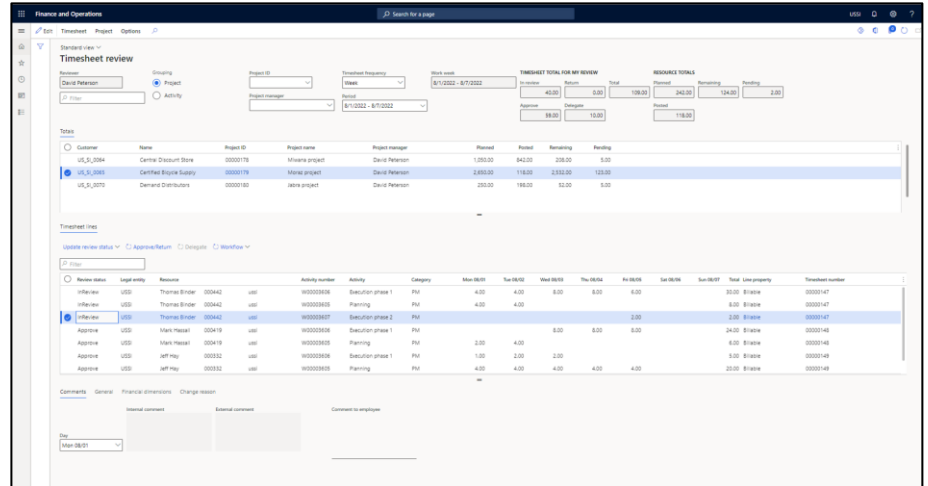 Finance and Operations
Search for a page
USSI
?
Edit Timesheet Project Options
Standard view
Timesheet review
Reviewer Grouping Project ID Timesheet frequency Work week TIMESHEET TOTAL FOR MY REVIEW RESOURCE TOTALS
David Peterson Project Week 8/1/2022 - 8/7/2022 In review Return Total Planned Remaining Pending
Filter Activity Project manager Period 40.00 0.00 108.00 242.00 124.00 2.00
8/1/2022 - 8/7/2022 Approve Delegate Posted
58.00 10.00 118.00
Totals
Customer Name Project ID Project name Project manager Planned Posted Remaining Pending
US_SI_0064 Central Discount Store 00000178 Miwana project David Peterson 1,050.00 842.00 208.00 5.00
US_SI_0065 Certified Bicycle Supply 00000179 Moraz project David Peterson 2,650.00 118.00 2,532.00 123.00
US_SI_0070 Demand Distributors 00000180 Jabra project David Peterson 250.00 198.00 52.00 5.00
Timesheet lines
Update review status Approve/Return Delegate Workflow
Filter
Review status Legal entity Resource Activity number Activity Category Mon 08/01 Tue 08/02 Wed 08/03 Thu 08/04 Fri 08/05 Sat 08/06 Sun 08/07 Total Line property Timesheet number
InReview USSI Thomas Binder 000442 ussi W00003606 Execution phase 1 PM 4.00 4.00 8.00 8.00 6.00 30.00 Billable 00000147
InReview USSI Thomas Binder 000442 ussi W00003605 Planning PM 4.00 4.00 8.00 Billable 00000147
InReview USSI Thomas Binder 000442 ussi W00003607 Execution phase 2 PM 2.00 2.00 Billable 00000147
Approve USSI Mark Hassall 000419 ussi W00003606 Execution phase 1 PM 8.00 8.00 8.00 24.00 Billable 00000148
Approve USSI Mark Hassall 000419 ussi W00003605 Planning PM 2.00 4.00 6.00 Billable 00000148
Approve USSI Jeff Hay 000332 ussi W00003606 Execution phase 1 PM 1.00 2.00 2.00 5.00 Billable 00000149
Approve USSI Jeff Hay 000332 ussi W00003605 Planning PM 4.00 4.00 4.00 4.00 4.00 20.00 Billable 00000149
Comments General Financial dimensions Change reason
Internal comment External comment Comment to employee
Day
Mon 08/01